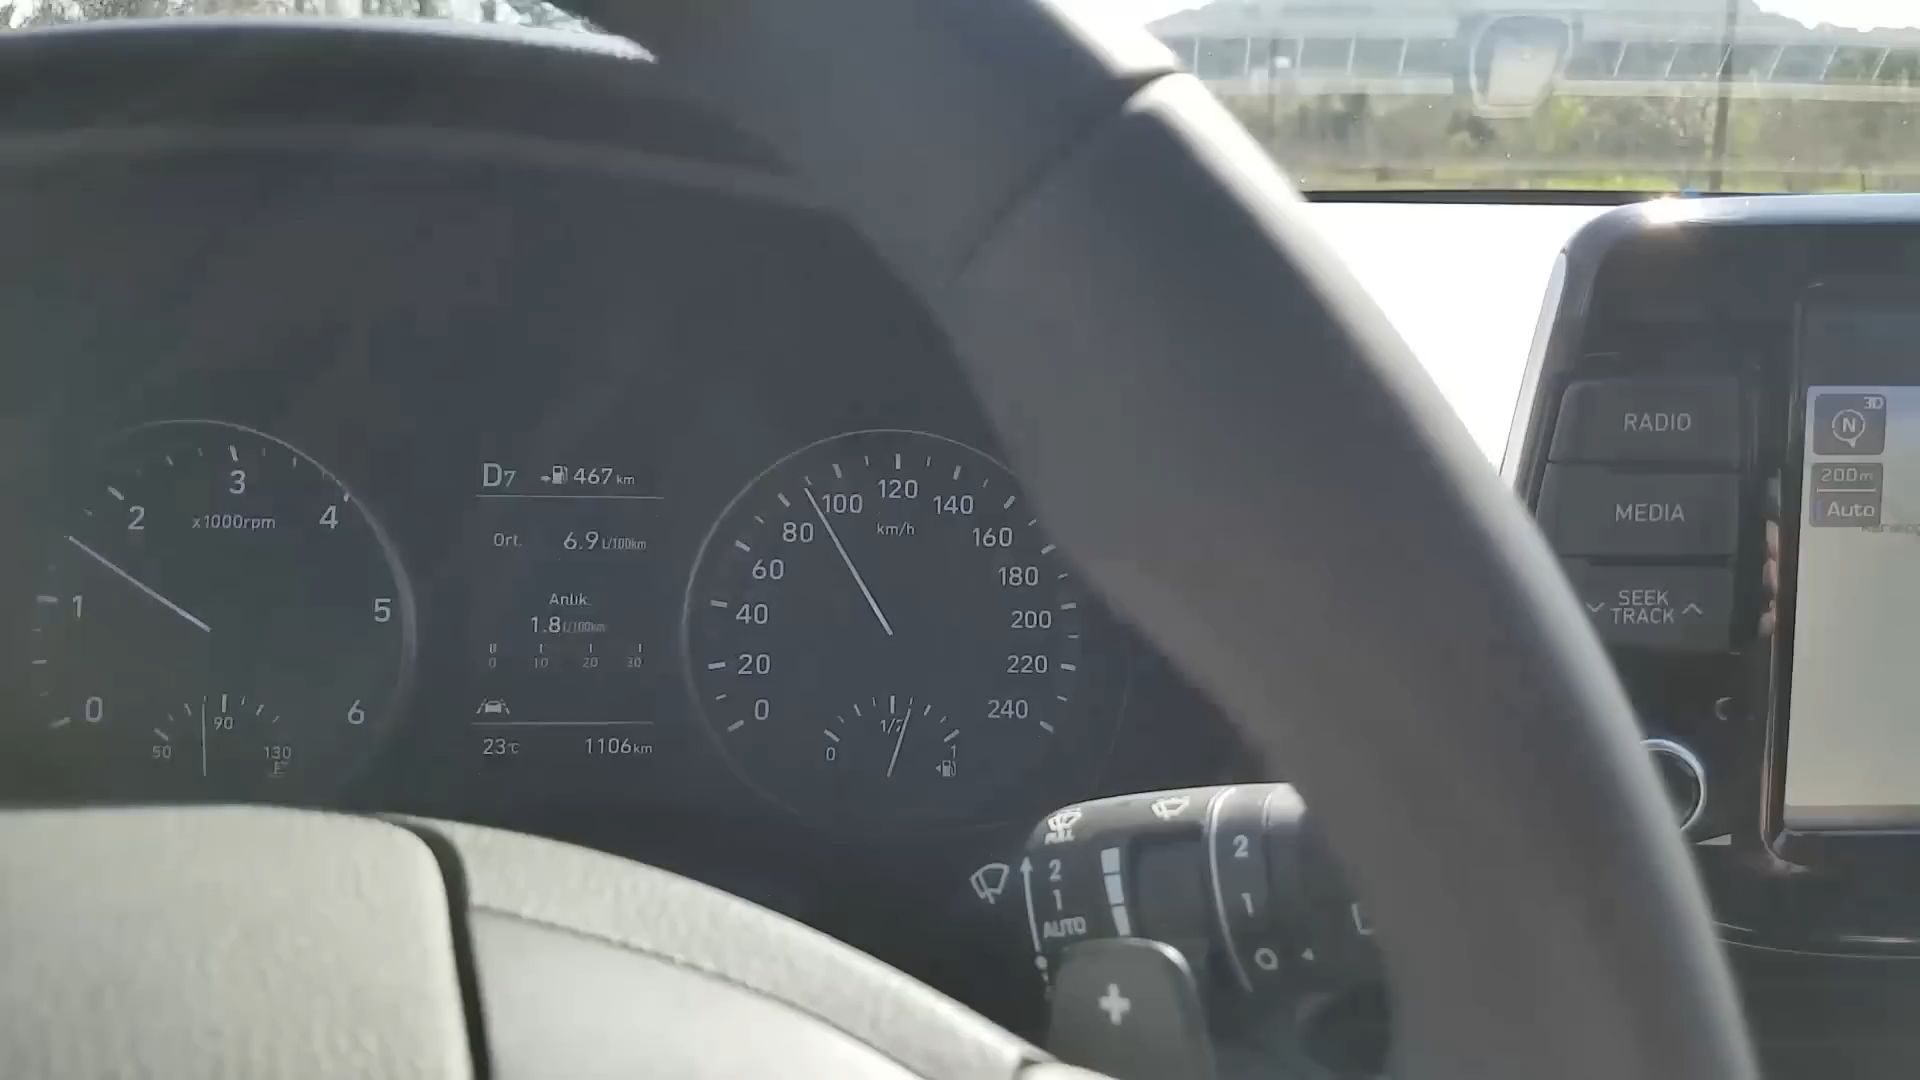 0
1
2
3
4
5
6
x1000rpm
50
90
130
D7
467 km
Ort. 6.9 L/100km
Anlık.
1.8 L/100km
0 10 20 30
23°C 1106 km
0
20
40
60
80
100
120
140
160
180
200
220
240
km/h
0
1/2
1
2
1
AUTO
2
1
O
+
RADIO
MEDIA
SEEK
TRACK
3D
N
200m
Auto